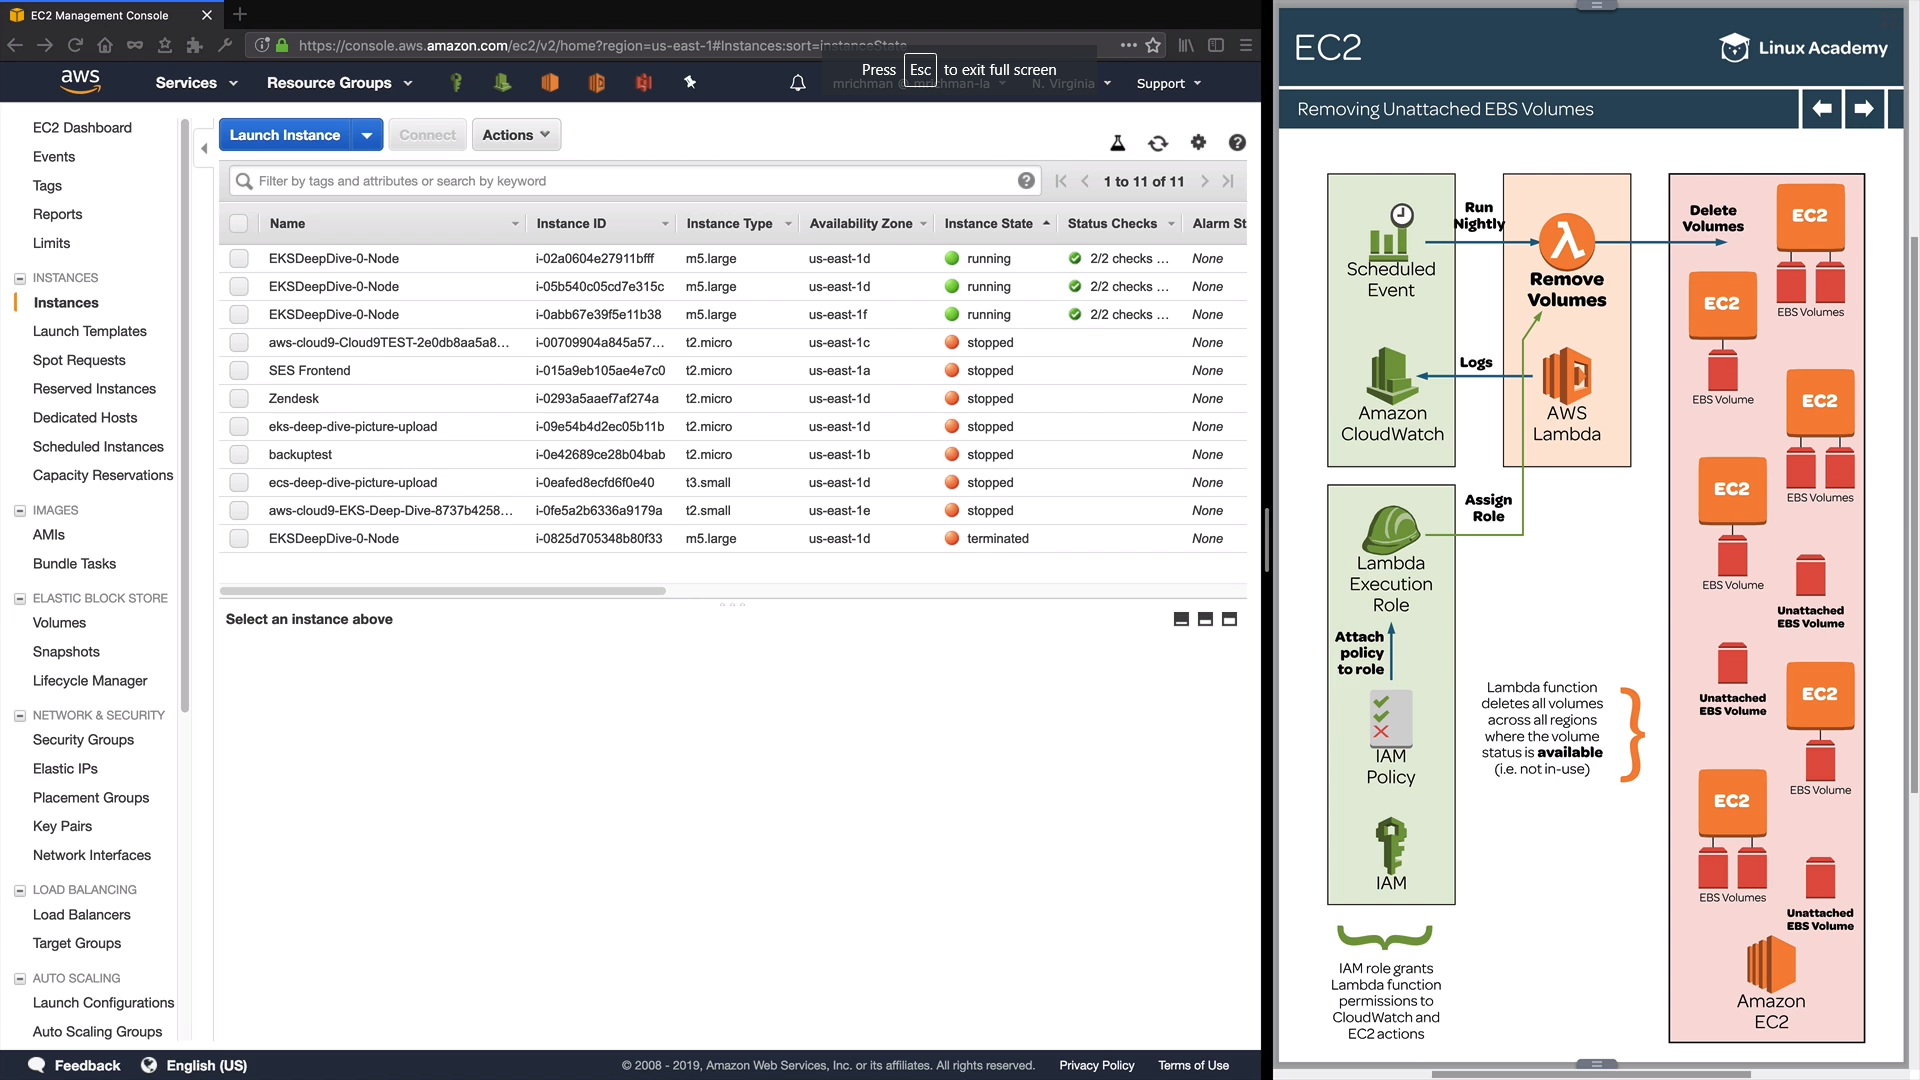 EC2 Management Console
https://console.aws.amazon.com/ec2/v2/home?region=us-east-1#Instances:sort=instanceState
Press Esc to exit full screen
aws
Services
Resource Groups
mrichman @ mrichman-la
N. Virginia
Support
EC2 Dashboard
Events
Tags
Reports
Limits
INSTANCES
Instances
Launch Templates
Spot Requests
Reserved Instances
Dedicated Hosts
Scheduled Instances
Capacity Reservations
IMAGES
AMIs
Bundle Tasks
ELASTIC BLOCK STORE
Volumes
Snapshots
Lifecycle Manager
NETWORK & SECURITY
Security Groups
Elastic IPs
Placement Groups
Key Pairs
Network Interfaces
LOAD BALANCING
Load Balancers
Target Groups
AUTO SCALING
Launch Configurations
Auto Scaling Groups
Launch Instance
Connect
Actions
Filter by tags and attributes or search by keyword
1 to 11 of 11
Name Instance ID Instance Type Availability Zone Instance State Status Checks Alarm St
EKSDeepDive-0-Node i-02a0604e27911bfff m5.large us-east-1d running 2/2 checks ... None
EKSDeepDive-0-Node i-05b540c05cd7e315c m5.large us-east-1d running 2/2 checks ... None
EKSDeepDive-0-Node i-0abb67e39f5e11b38 m5.large us-east-1f running 2/2 checks ... None
aws-cloud9-Cloud9TEST-2e0db8aa5a8... i-00709904a845a57... t2.micro us-east-1c stopped None
SES Frontend i-015a9eb105ae4e7c0 t2.micro us-east-1a stopped None
Zendesk i-0293a5aaef7af274a t2.micro us-east-1d stopped None
eks-deep-dive-picture-upload i-09e54b4d2ec05b11b t2.micro us-east-1d stopped None
backuptest i-0e42689ce28b04bab t2.micro us-east-1b stopped None
ecs-deep-dive-picture-upload i-0eafed8ecfd6f0e40 t3.small us-east-1d stopped None
aws-cloud9-EKS-Deep-Dive-8737b4258... i-0fe5a2b6336a9179a t2.small us-east-1e stopped None
EKSDeepDive-0-Node i-0825d705348b80f33 m5.large us-east-1d terminated None
Select an instance above
Feedback
English (US)
© 2008 - 2019, Amazon Web Services, Inc. or its affiliates. All rights reserved.
Privacy Policy
Terms of Use
EC2
Linux Academy
Removing Unattached EBS Volumes
Scheduled
Event
Run
Nightly
Remove
Volumes
Delete
Volumes
Logs
Amazon
CloudWatch
AWS
Lambda
Assign
Role
Lambda
Execution
Role
Attach
policy
to role
IAM
Policy
IAM
IAM role grants
Lambda function
permissions to
CloudWatch and
EC2 actions
Lambda function
deletes all volumes
across all regions
where the volume
status is available
(i.e. not in-use)
EC2
EBS Volumes
EC2
EBS Volume
EC2
EBS Volumes
EC2
EBS Volume
Unattached
EBS Volume
Unattached
EBS Volume
EC2
EBS Volume
EC2
EBS Volumes
Unattached
EBS Volume
Amazon
EC2